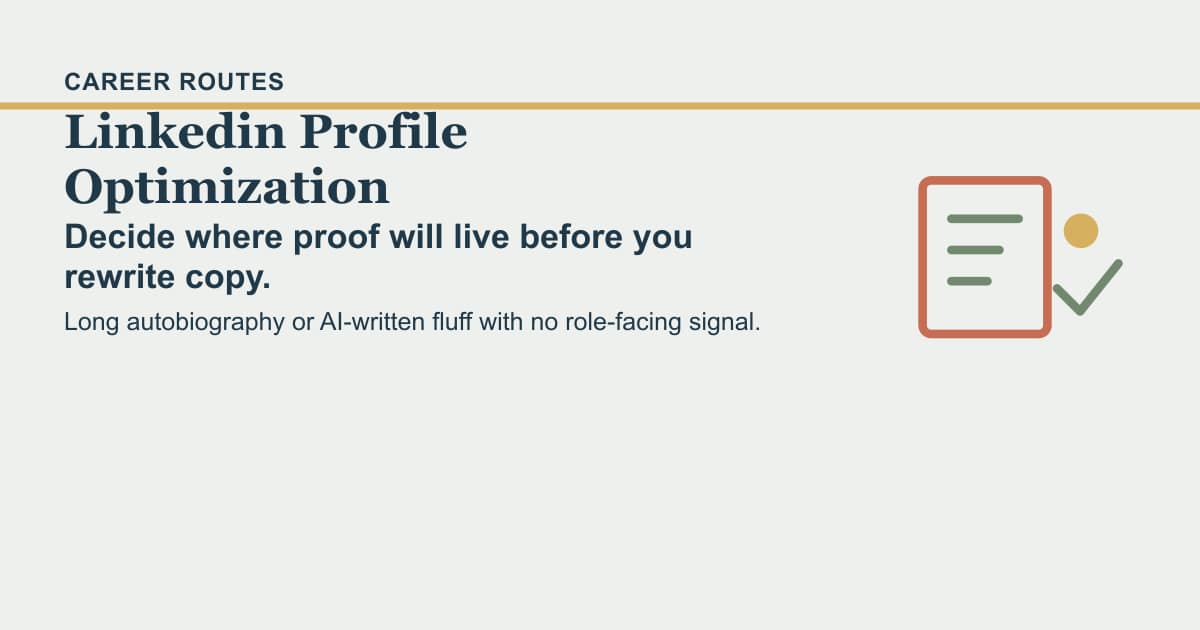 CAREER ROUTES
Linkedin Profile
Optimization
Decide where proof will live before you
rewrite copy.
Long autobiography or AI-written fluff with no role-facing signal.